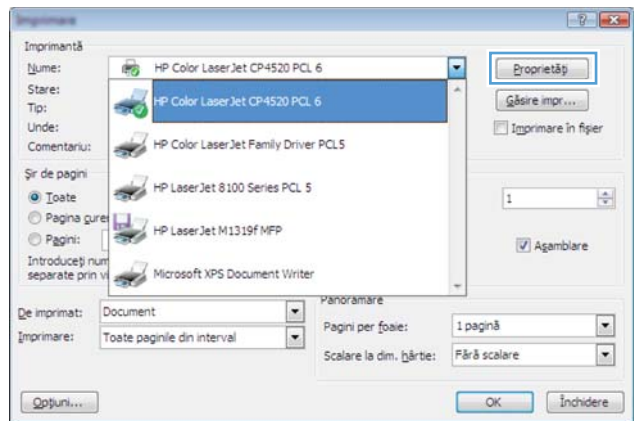 Imprimare
Imprimantă
Nume:
HP Color LaserJet CP4520 PCL 6
Proprietăți
Stare:
HP Color LaserJet CP4520 PCL 6
Găsire impr...
Tip:
Unde:
Imprimare în fișier
Comentariu:
HP Color LaserJet Family Driver PCL5
Șir de pagini
HP LaserJet 8100 Series PCL 5
Toate
1
Pagina curen
HP LaserJet M1319f MFP
Pagini:
Asamblare
Introduceți num
separate prin vi
Microsoft XPS Document Writer
Panoramare
De imprimat:
Document
Pagini per foaie:
1 pagină
Imprimare:
Toate paginile din interval
Scalare la dim. hârtie:
Fără scalare
Opțiuni...
OK
Închidere